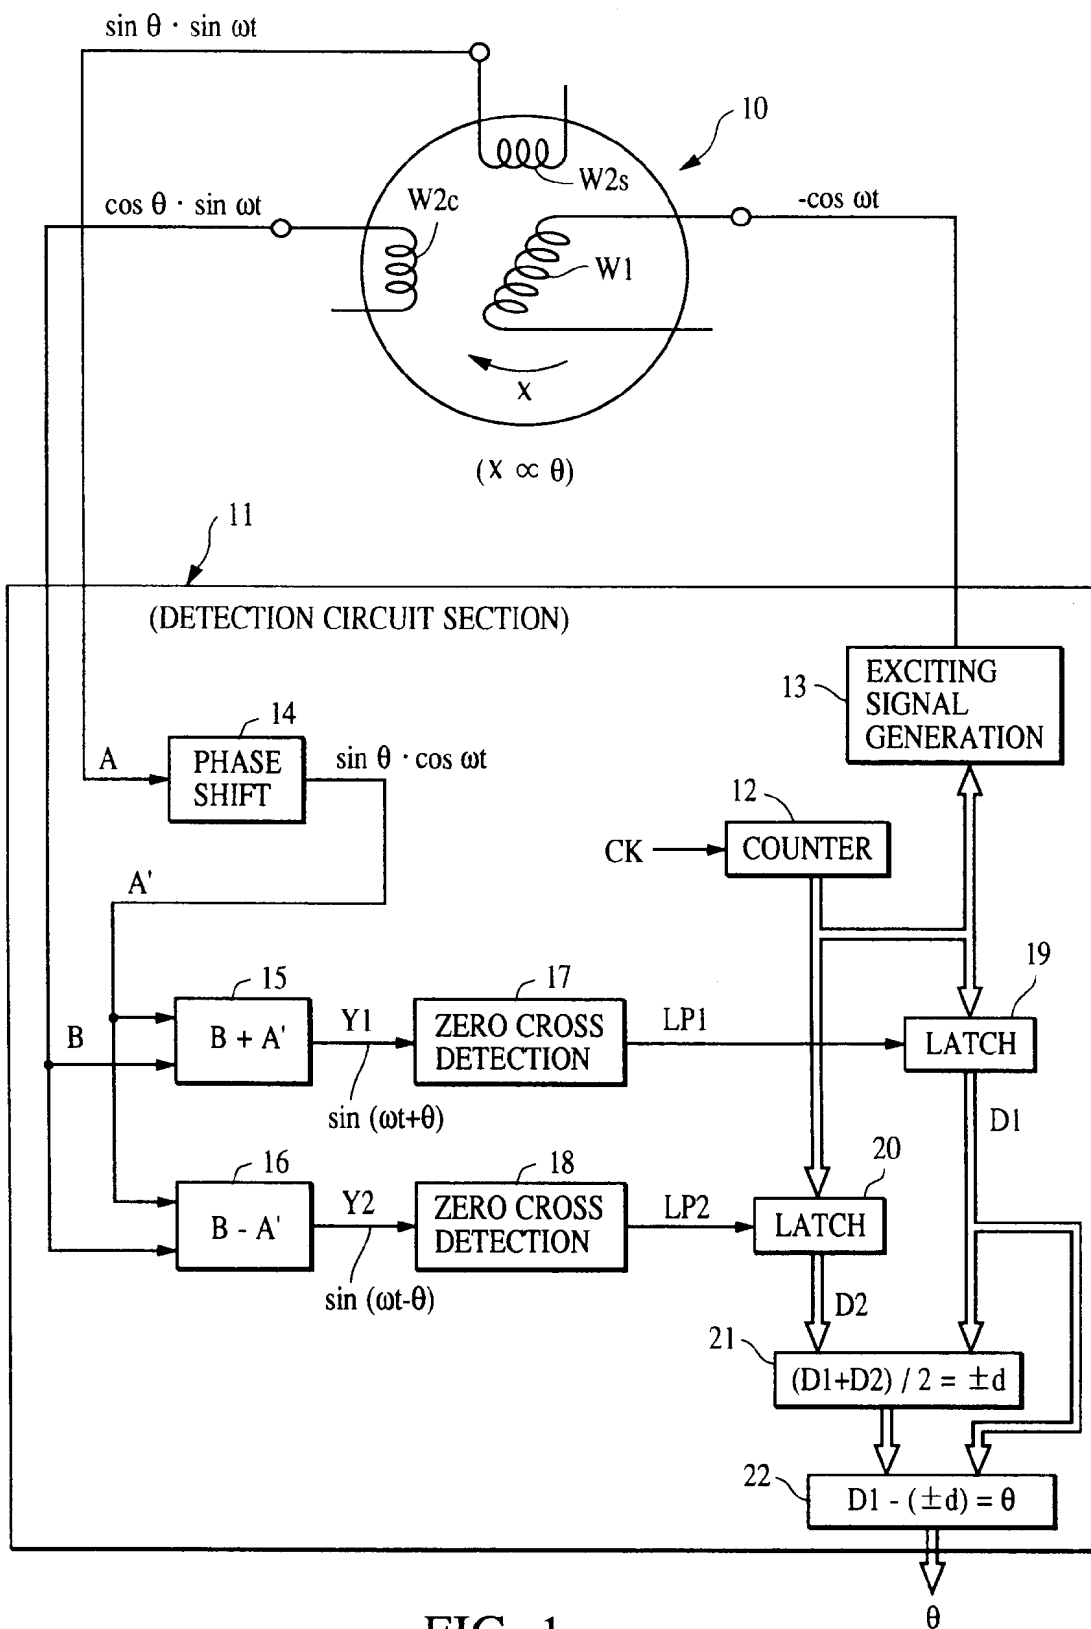 sin θ · sin ωt
10
W2s
W2c
cos θ · sin ωt
-cos ωt
W1
x
(x ∝ θ)
11
(DETECTION CIRCUIT SECTION)
13
EXCITING
SIGNAL
GENERATION
14
A
PHASE
SHIFT
sin θ · cos ωt
12
CK
COUNTER
A'
19
15
17
B
B + A'
Y1
ZERO CROSS
DETECTION
LP1
LATCH
sin (ωt+θ)
D1
16
18
20
B - A'
Y2
ZERO CROSS
DETECTION
LP2
LATCH
sin (ωt-θ)
D2
21
(D1+D2) / 2 = ±d
22
D1 - (±d) = θ
θ
FIG. 1